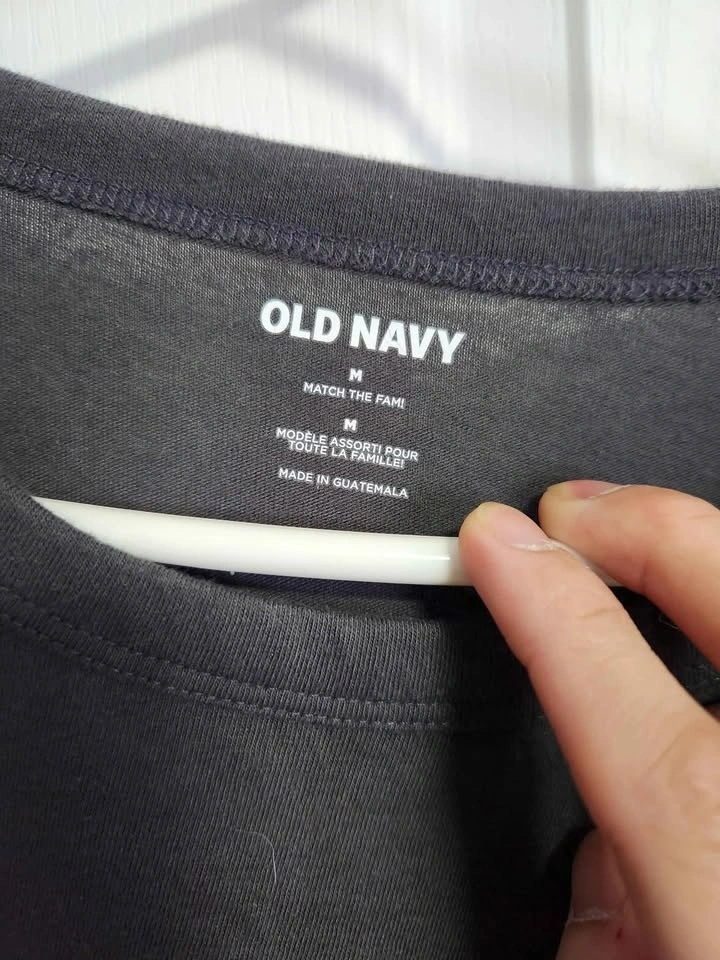 OLD NAVY
M
MATCH THE FAM!
M
MODÈLE ASSORTI POUR
TOUTE LA FAMILLE!
MADE IN GUATEMALA